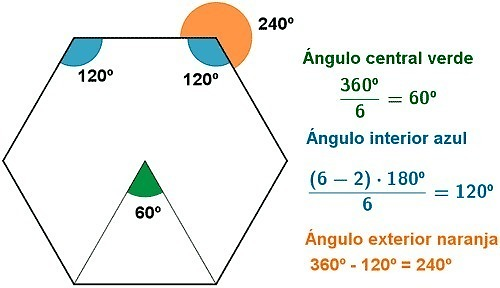 240º
120º
120º
60º
Ángulo central verde
360º
6
= 60º
Ángulo interior azul
(6 − 2) · 180º
6
= 120º
Ángulo exterior naranja
360º - 120º = 240º